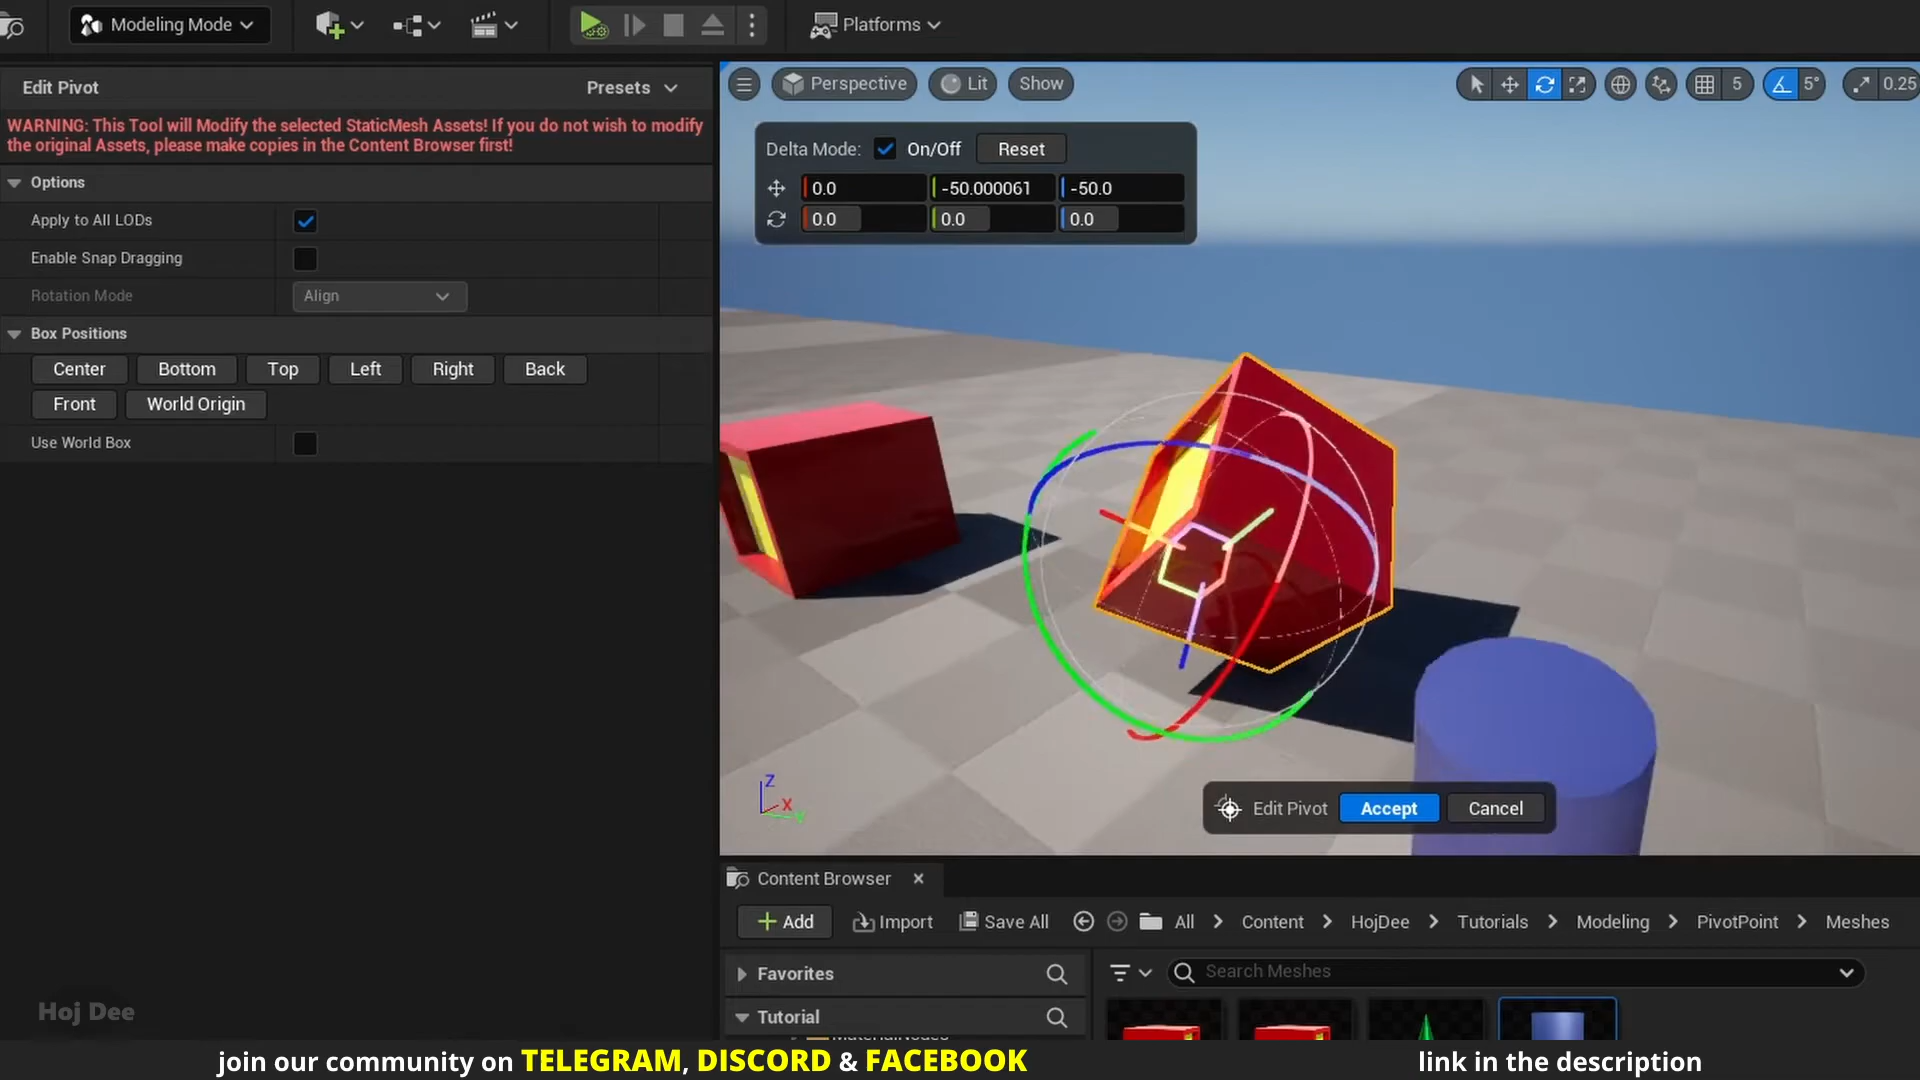 Modeling Mode
Platforms
Edit Pivot
Presets
WARNING: This Tool will Modify the selected StaticMesh Assets! If you do not wish to modify
the original Assets, please make copies in the Content Browser first!
Options
Apply to All LODs
Enable Snap Dragging
Rotation Mode
Align
Box Positions
Center
Bottom
Top
Left
Right
Back
Front
World Origin
Use World Box
Perspective
Lit
Show
5
5°
0.25
Delta Mode:
On/Off
Reset
0.0
-50.000061
-50.0
0.0
0.0
0.0
Z
X
Y
Edit Pivot
Accept
Cancel
Content Browser
Add
Import
Save All
All
Content
HojDee
Tutorials
Modeling
PivotPoint
Meshes
Favorites
Search Meshes
Tutorial
MaterialNodes
Hoj Dee
join our community on TELEGRAM, DISCORD & FACEBOOK
link in the description